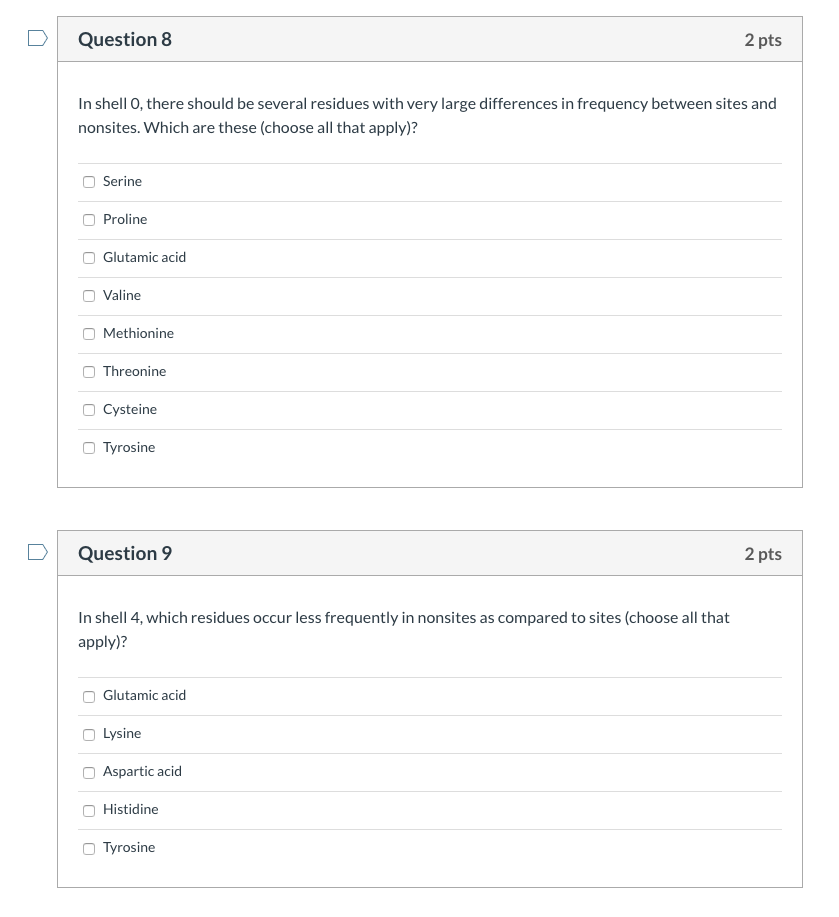 Question 8
2 pts
In shell 0, there should be several residues with very large differences in frequency between sites and
nonsites. Which are these (choose all that apply)?
Serine
Proline
Glutamic acid
Valine
Methionine
Threonine
Cysteine
Tyrosine
Question 9
2 pts
In shell 4, which residues occur less frequently in nonsites as compared to sites (choose all that
apply)?
Glutamic acid
Lysine
Aspartic acid
Histidine
Tyrosine